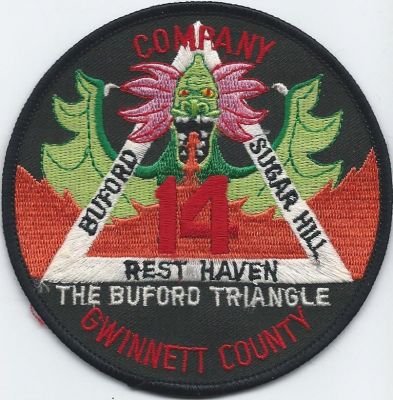 COMPANY
BUFORD
SUGAR HILL
14
REST HAVEN
THE BUFORD TRIANGLE
GWINNETT COUNTY